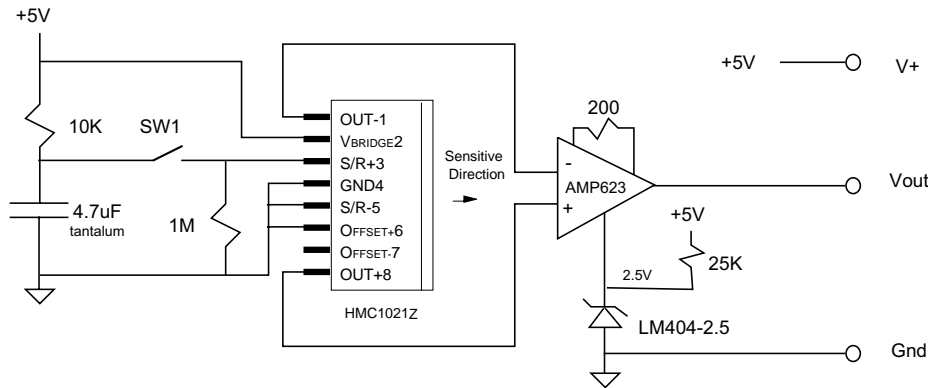 +5V
10K
SW1
4.7uF
tantalum
1M
OUT-1
VBRIDGE2
S/R+3
GND4
S/R-5
OFFSET+6
OFFSET-7
OUT+8
HMC1021Z
Sensitive
Direction
200
-
AMP623
+
+5V
25K
2.5V
LM404-2.5
+5V
V+
Vout
Gnd